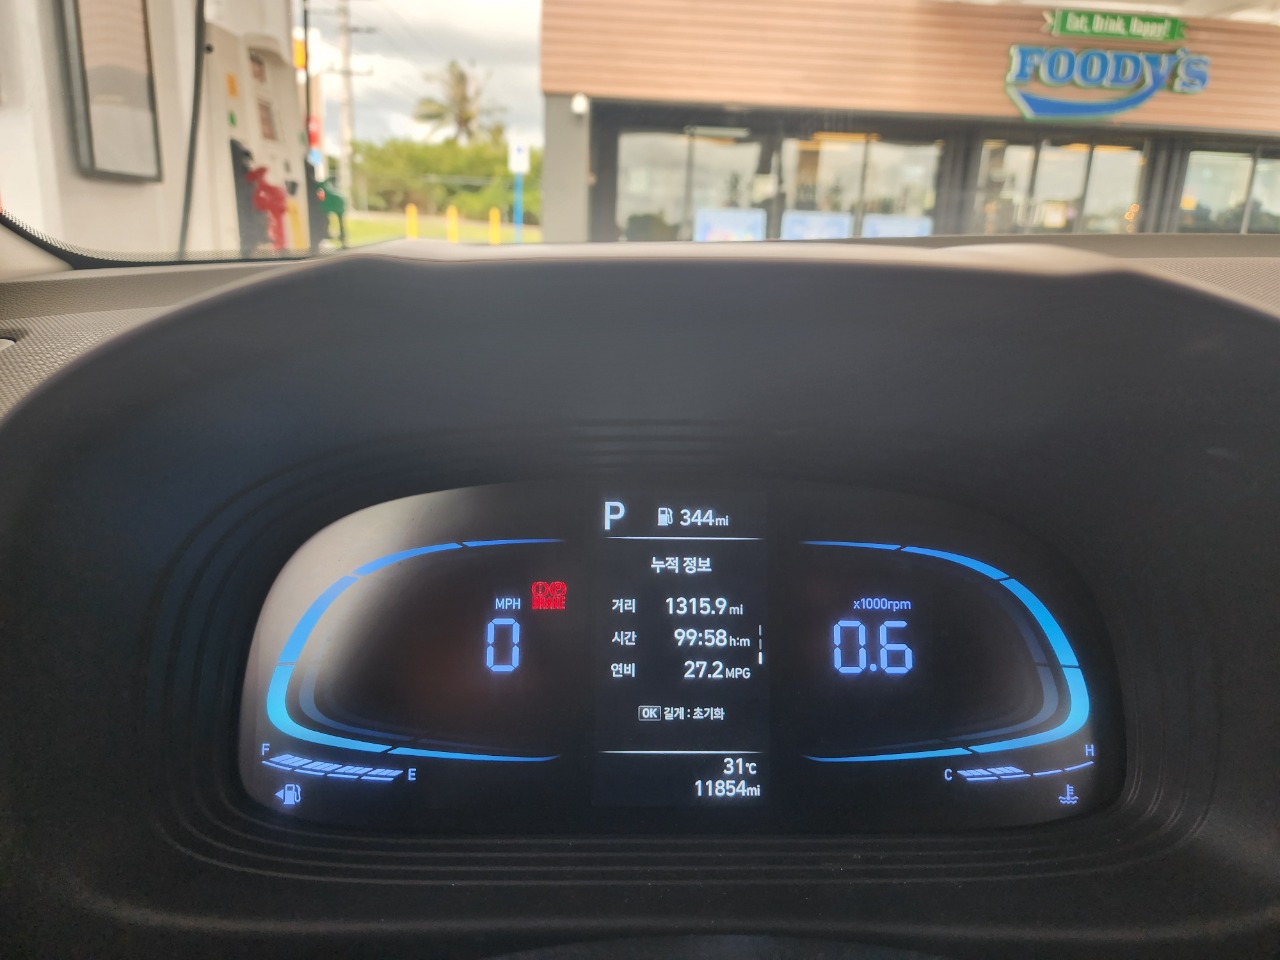 Eat, Drink, Happy!
FOODY'S
P 344mi
누적 정보
MPH
BRAKE
0
거리 1315.9mi
시간 99:58h:m
연비 27.2MPG
OK 길게 : 초기화
x1000rpm
0.6
F E
31℃
11854mi
C H